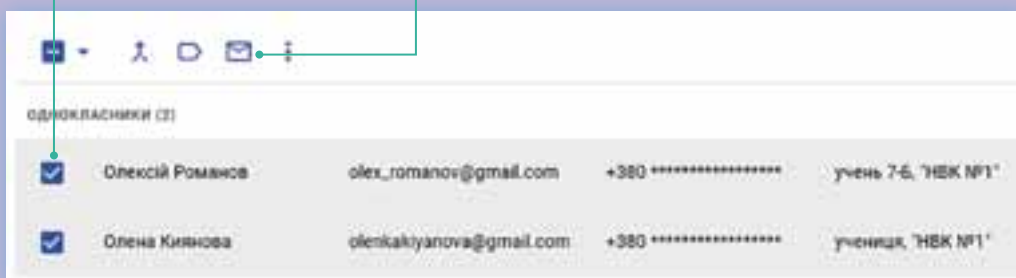 ОДНОКЛАСНИКИ (2)
Олексій Романов olex_romanov@gmail.com +380 ****************** учень 7-Б, "НВК №1"
Олена Киянова olenkakiyanova@gmail.com +380 ****************** учениця, "НВК №1"